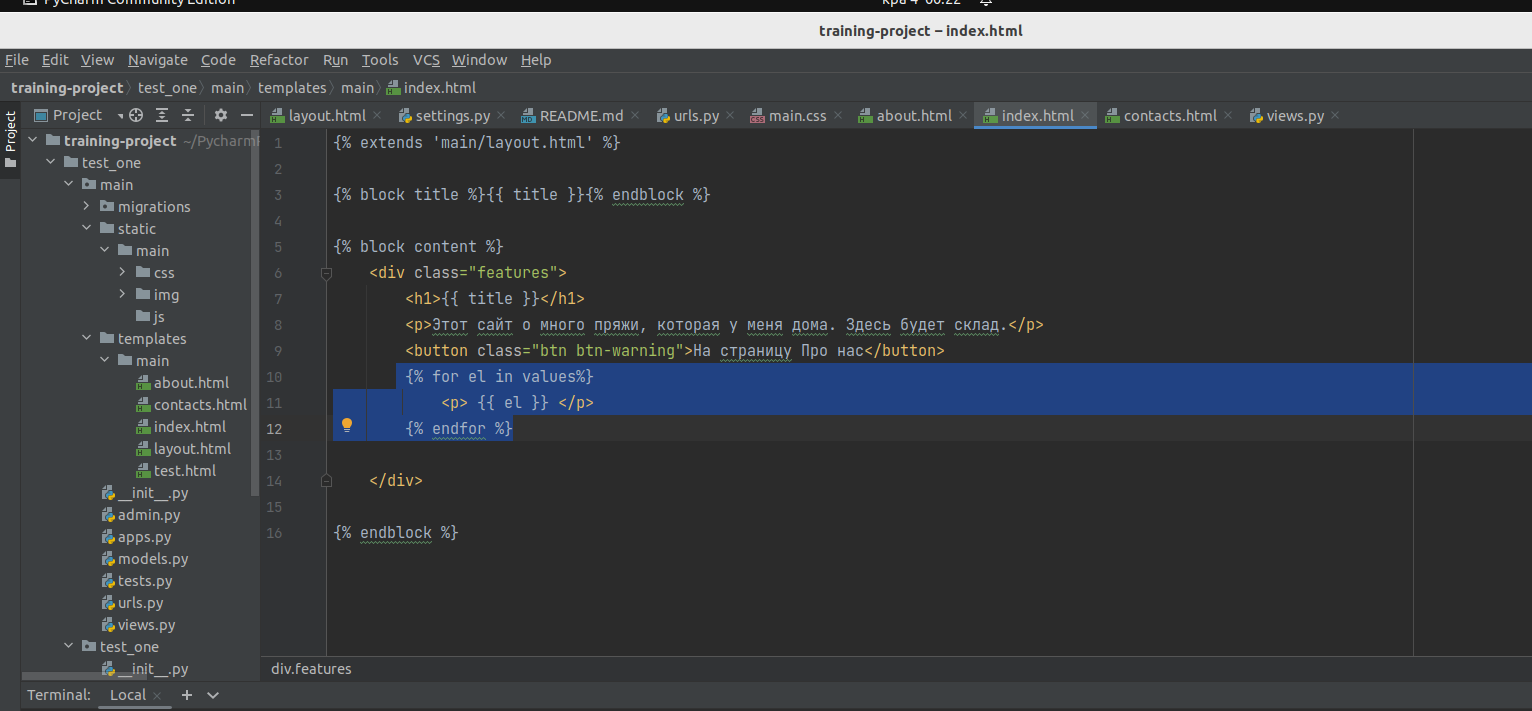 PyCharm Community Edition
training-project – index.html
File Edit View Navigate Code Refactor Run Tools VCS Window Help
training-project test_one main templates main index.html
Project
Project
layout.html settings.py README.md urls.py main.css about.html index.html contacts.html views.py
training-project ~/Pycharm
test_one
main
migrations
static
main
css
img
js
templates
main
about.html
contacts.html
index.html
layout.html
test.html
__init__.py
admin.py
apps.py
models.py
tests.py
urls.py
views.py
test_one
__init__.py
1 {% extends 'main/layout.html' %}
2
3 {% block title %}{{ title }}{% endblock %}
4
5 {% block content %}
6 <div class="features">
7 <h1>{{ title }}</h1>
8 <p>Этот сайт о много пряжи, которая у меня дома. Здесь будет склад.</p>
9 <button class="btn btn-warning">На страницу Про нас</button>
10 {% for el in values%}
11 <p> {{ el }} </p>
12 {% endfor %}
13
14 </div>
15
16 {% endblock %}
div.features
Terminal: Local